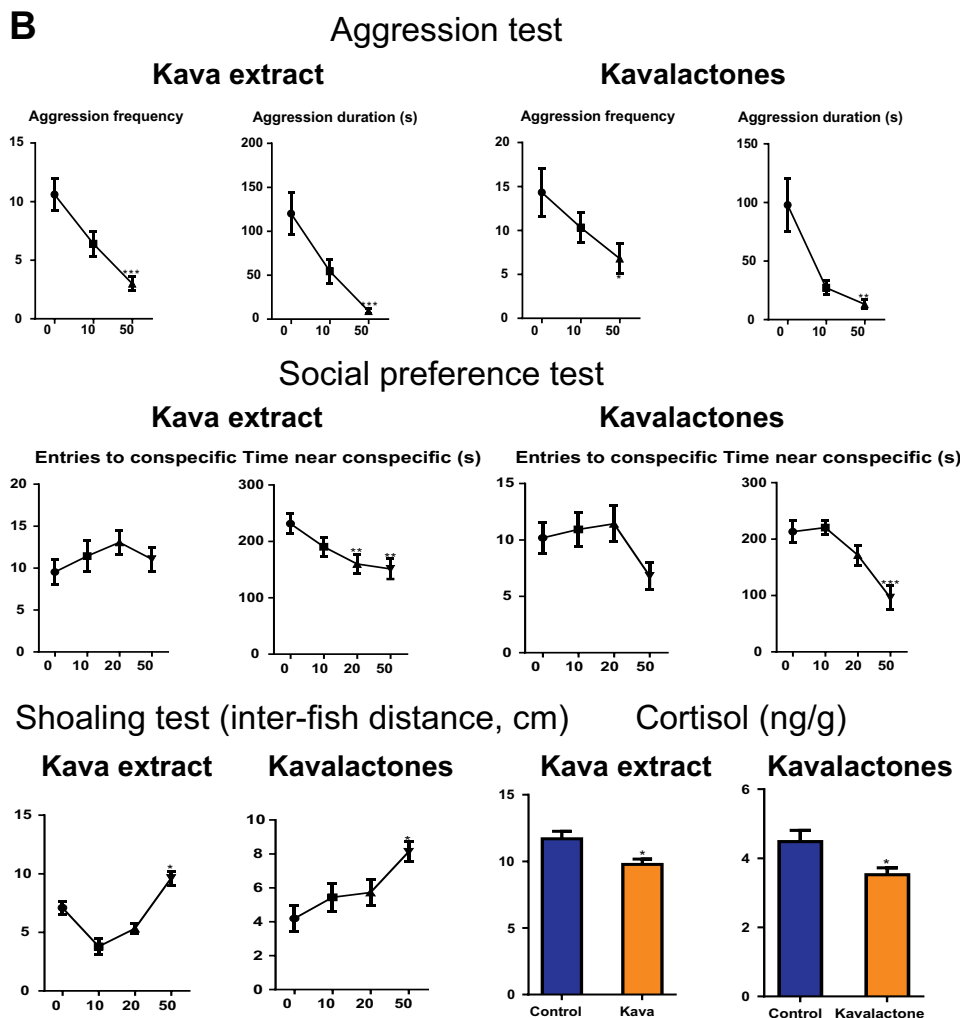 B
Aggression test
Kava extract
Kavalactones
Aggression frequency
Aggression duration (s)
Aggression frequency
Aggression duration (s)
15
10
5
0
***
0 10 50
200
150
100
50
0
***
0 10 50
20
15
10
5
0
*
0 10 50
150
100
50
0
**
0 10 50
Social preference test
Kava extract
Kavalactones
Entries to conspecific
Time near conspecific (s)
Entries to conspecific
Time near conspecific (s)
20
15
10
5
0
0 10 20 50
300
200
100
0
**
**
0 10 20 50
15
10
5
0
0 10 20 50
300
200
100
0
***
0 10 20 50
Shoaling test (inter-fish distance, cm)
Cortisol (ng/g)
Kava extract
Kavalactones
Kava extract
Kavalactones
15
10
5
0
*
0 10 20 50
10
8
6
4
2
0
*
0 10 20 50
15
10
5
0
*
Control Kava
6
4
2
0
*
Control Kavalactone